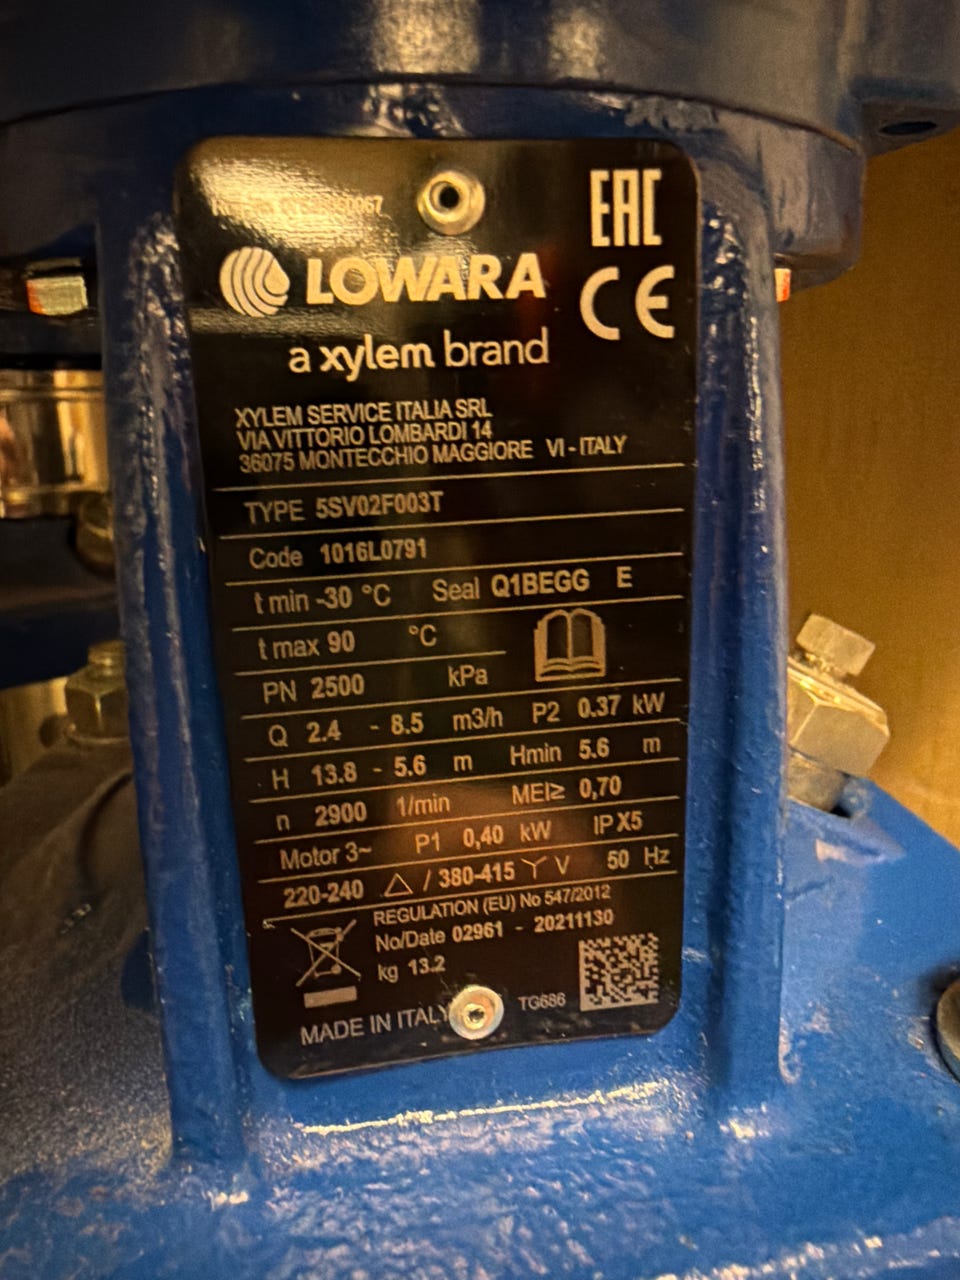 EAC
LOWARA
CE
a xylem brand
XYLEM SERVICE ITALIA SRL
VIA VITTORIO LOMBARDI 14
36075 MONTECCHIO MAGGIORE VI - ITALY
TYPE 5SV02F003T
Code 1016L0791
t min -30 °C Seal Q1BEGG E
t max 90 °C
PN 2500 kPa
Q 2.4 - 8.5 m3/h P2 0.37 kW
H 13.8 - 5.6 m Hmin 5.6 m
n 2900 1/min MEI≥ 0,70
Motor 3~ P1 0,40 kW IP X5
220-240 △ / 380-415 Y V 50 Hz
REGULATION (EU) No 547/2012
No/Date 02961 - 20211130
kg 13.2
MADE IN ITALY TG686